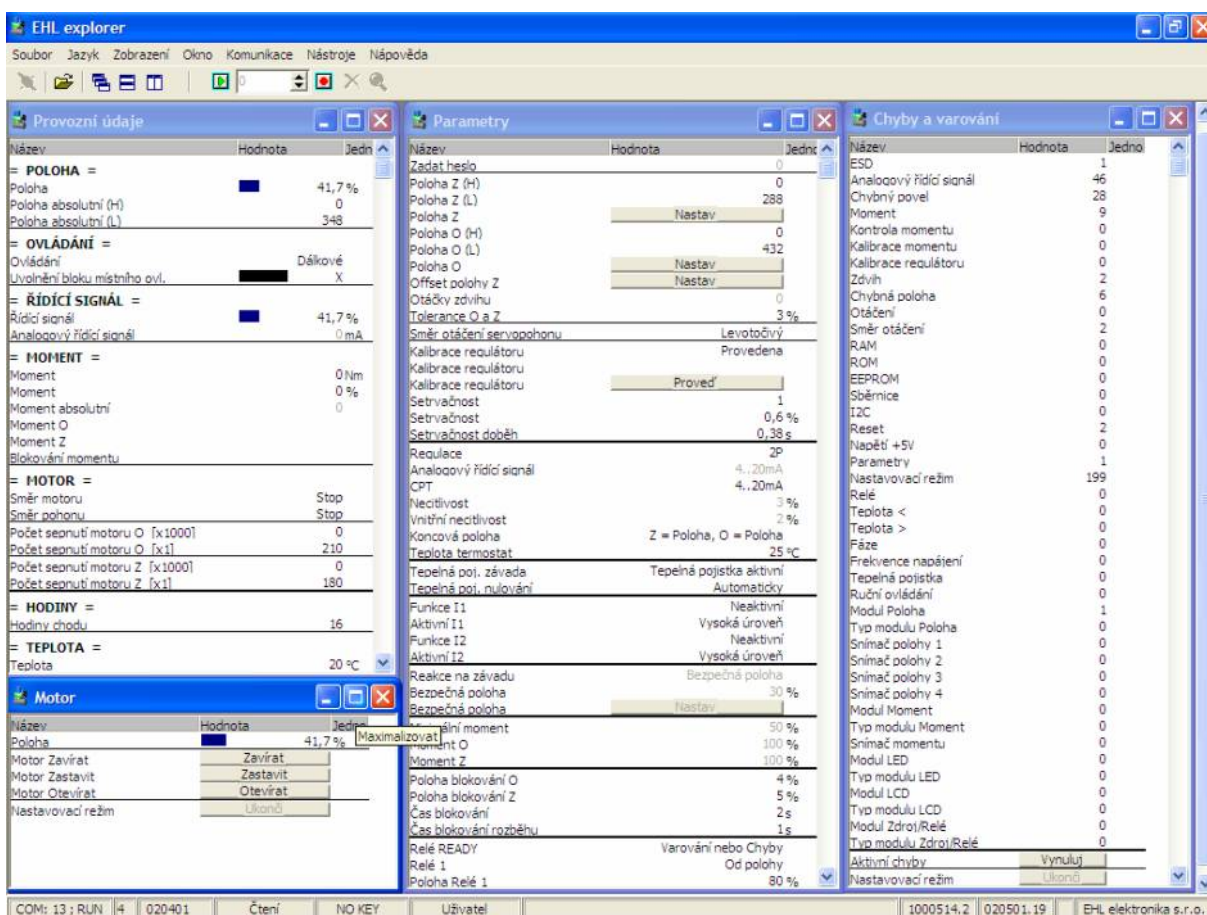 EHL explorer
Soubor Jazyk Zobrazení Okno Komunikace Nástroje Nápověda
0
Provozní údaje
Název Hodnota Jedn
= POLOHA =
Poloha 41,7 %
Poloha absolutní (H) 0
Poloha absolutní (L) 348
= OVLÁDÁNÍ =
Ovládání Dálkové
Uvolnění bloku místního ovl. X
= ŘÍDÍCÍ SIGNÁL =
Řídicí signál 41,7 %
Analogový řídící signál 0 mA
= MOMENT =
Moment 0 Nm
Moment 0 %
Moment absolutní 0
Moment O
Moment Z
Blokování momentu
= MOTOR =
Směr motoru Stop
Směr pohonu Stop
Počet sepnutí motoru O [x1000] 0
Počet sepnutí motoru O [x1] 210
Počet sepnutí motoru Z [x1000] 0
Počet sepnutí motoru Z [x1] 180
= HODINY =
Hodiny chodu 16
= TEPLOTA =
Teplota 20 °C
Motor
Název Hodnota Jedno
Poloha 41,7 %
Maximalizovat
Motor Zavírat Zavírat
Motor Zastavit Zastavit
Motor Otevírat Otevírat
Nastavovací režim Ukonči
Parametry
Název Hodnota Jedno
Zadat heslo 0
Poloha Z (H) 0
Poloha Z (L) 288
Poloha Z Nastav
Poloha O (H) 0
Poloha O (L) 432
Poloha O Nastav
Offset polohy Z Nastav
Otáčky zdvihu 0
Tolerance O a Z 3 %
Směr otáčení servopohonu Levotočivý
Kalibrace regulátoru Provedena
Kalibrace regulátoru
Kalibrace regulátoru Proveď
Setrvačnost 1
Setrvačnost 0,6 %
Setrvačnost doběh 0,38 s
Regulace 2P
Analogový řídící signál 4..20mA
CPT 4..20mA
Necitlivost 3 %
Vnitřní necitlivost 2 %
Koncová poloha Z = Poloha, O = Poloha
Teplota termostat 25 °C
Tepelná poj. závada Tepelná pojistka aktivní
Tepelná poj. nulování Automaticky
Funkce I1 Neaktivní
Aktivní I1 Vysoká úroveň
Funkce I2 Neaktivní
Aktivní I2 Vysoká úroveň
Reakce na závadu Bezpečná poloha
Bezpečná poloha 30 %
Bezpečná poloha Nastav
ální moment 50 %
ent O 100 %
Moment Z 100 %
Poloha blokování O 4 %
Poloha blokování Z 5 %
Čas blokování 2 s
Čas blokování rozběhu 1 s
Relé READY Varování nebo Chyby
Relé 1 Od polohy
Poloha Relé 1 80 %
Chyby a varování
Název Hodnota Jedno
ESD 1
Analogový řídící signál 46
Chybný povel 28
Moment 9
Kontrola momentu 0
Kalibrace momentu 0
Kalibrace regulátoru 0
Zdvih 2
Chybná poloha 6
Otáčení 0
Směr otáčení 2
RAM 0
ROM 0
EEPROM 0
Sběrnice 0
I2C 0
Reset 2
Napětí +5V 0
Parametry 1
Nastavovací režim 199
Relé 0
Teplota < 0
Teplota > 0
Fáze 0
Frekvence napájení 0
Tepelná pojistka 0
Ruční ovládání 0
Modul Poloha 1
Typ modulu Poloha 0
Snímač polohy 1 0
Snímač polohy 2 0
Snímač polohy 3 0
Snímač polohy 4 0
Modul Moment 0
Typ modulu Moment 0
Snímač momentu 0
Modul LED 0
Typ modulu LED 0
Modul LCD 0
Typ modulu LCD 0
Modul Zdroj/Relé 0
Typ modulu Zdroj/Relé 0
Aktivní chyby Vynuluj
Nastavovací režim Ukonči
COM: 13 ; RUN 4 020401 Čtení NO KEY Uživatel 1000514.2 020501.19 EHL elektronika s.r.o.